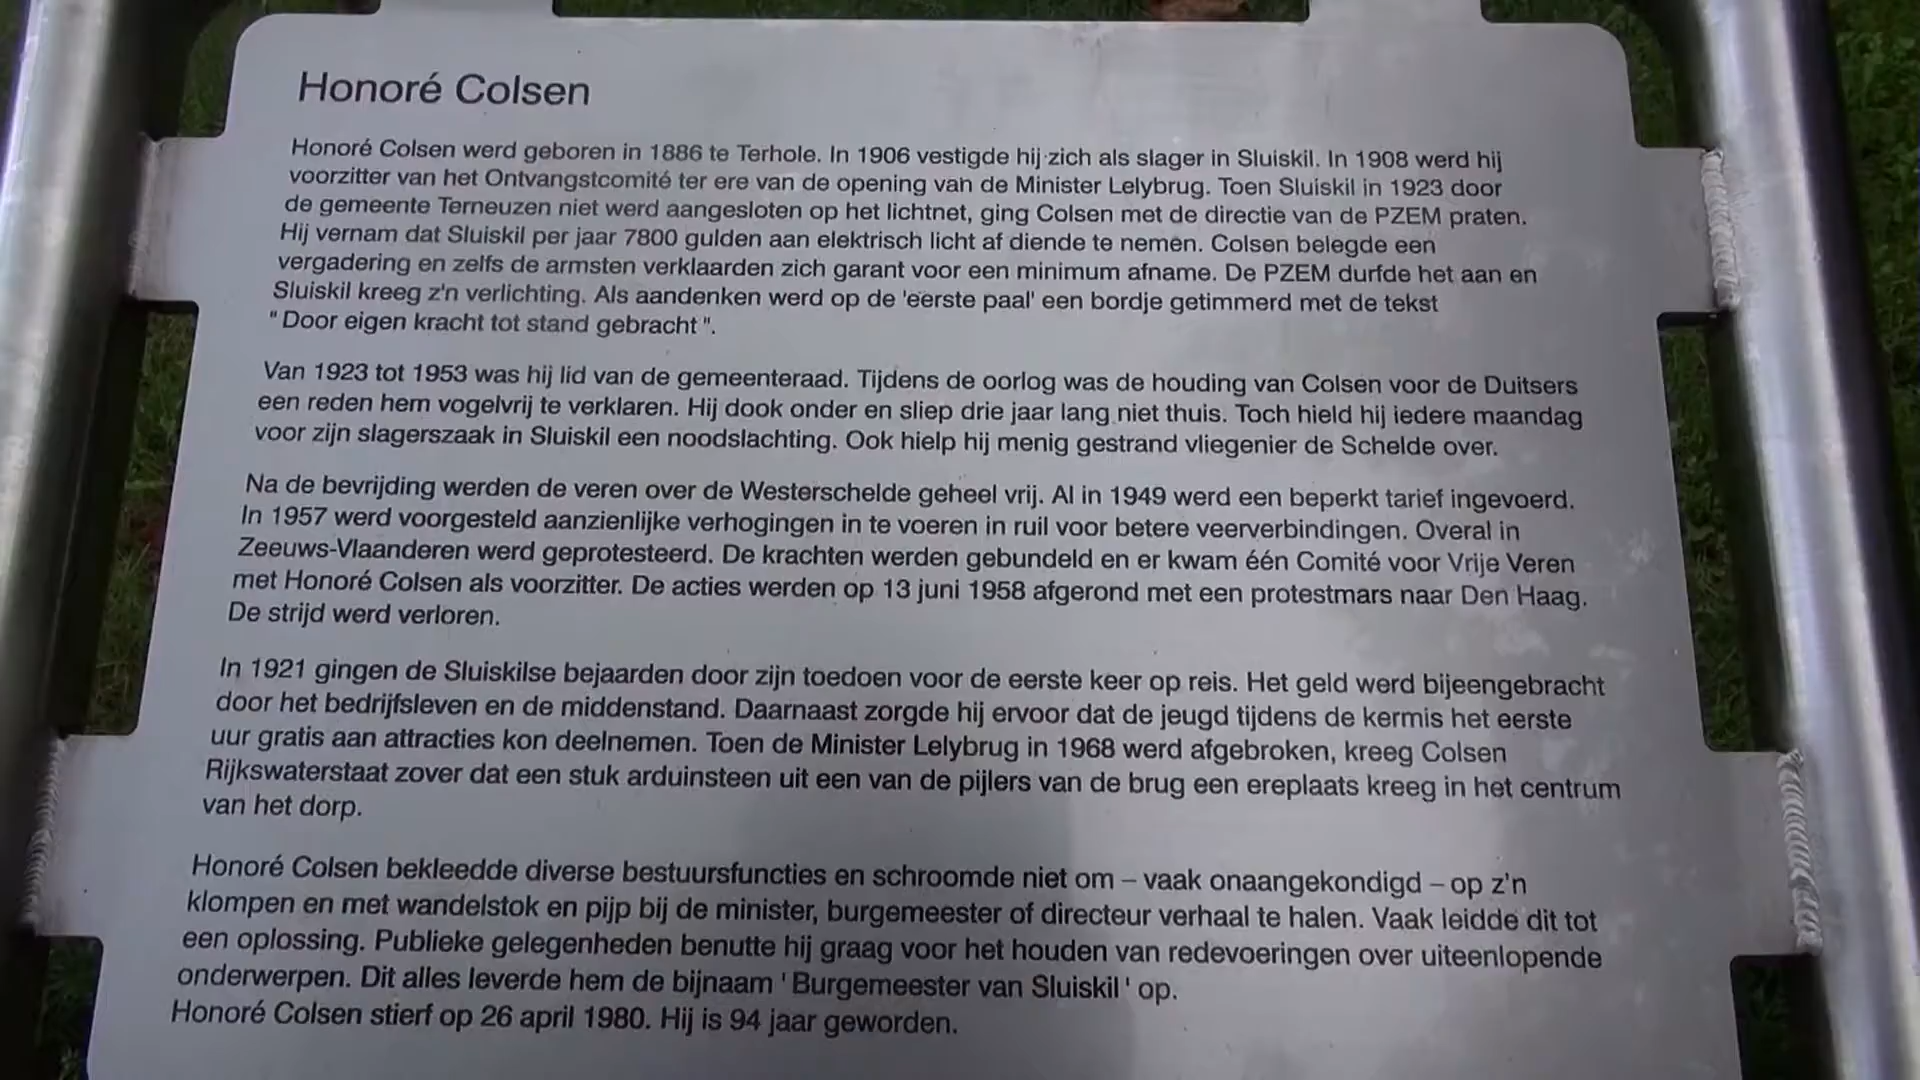 Honoré Colsen
Honoré Colsen werd geboren in 1886 te Terhole. In 1906 vestigde hij zich als slager in Sluiskil. In 1908 werd hij
voorzitter van het Ontvangstcomité ter ere van de opening van de Minister Lelybrug. Toen Sluiskil in 1923 door
de gemeente Terneuzen niet werd aangesloten op het lichtnet, ging Colsen met de directie van de PZEM praten.
Hij vernam dat Sluiskil per jaar 7800 gulden aan elektrisch licht af diende te nemen. Colsen belegde een
vergadering en zelfs de armsten verklaarden zich garant voor een minimum afname. De PZEM durfde het aan en
Sluiskil kreeg z'n verlichting. Als aandenken werd op de 'eerste paal' een bordje getimmerd met de tekst
" Door eigen kracht tot stand gebracht ".
Van 1923 tot 1953 was hij lid van de gemeenteraad. Tijdens de oorlog was de houding van Colsen voor de Duitsers
een reden hem vogelvrij te verklaren. Hij dook onder en sliep drie jaar lang niet thuis. Toch hield hij iedere maandag
voor zijn slagerszaak in Sluiskil een noodslachting. Ook hielp hij menig gestrand vliegenier de Schelde over.
Na de bevrijding werden de veren over de Westerschelde geheel vrij. Al in 1949 werd een beperkt tarief ingevoerd.
In 1957 werd voorgesteld aanzienlijke verhogingen in te voeren in ruil voor betere veerverbindingen. Overal in
Zeeuws-Vlaanderen werd geprotesteerd. De krachten werden gebundeld en er kwam één Comité voor Vrije Veren
met Honoré Colsen als voorzitter. De acties werden op 13 juni 1958 afgerond met een protestmars naar Den Haag.
De strijd werd verloren.
In 1921 gingen de Sluiskilse bejaarden door zijn toedoen voor de eerste keer op reis. Het geld werd bijeengebracht
door het bedrijfsleven en de middenstand. Daarnaast zorgde hij ervoor dat de jeugd tijdens de kermis het eerste
uur gratis aan attracties kon deelnemen. Toen de Minister Lelybrug in 1968 werd afgebroken, kreeg Colsen
Rijkswaterstaat zover dat een stuk arduinsteen uit een van de pijlers van de brug een ereplaats kreeg in het centrum
van het dorp.
Honoré Colsen bekleedde diverse bestuursfuncties en schroomde niet om – vaak onaangekondigd – op z'n
klompen en met wandelstok en pijp bij de minister, burgemeester of directeur verhaal te halen. Vaak leidde dit tot
een oplossing. Publieke gelegenheden benutte hij graag voor het houden van redevoeringen over uiteenlopende
onderwerpen. Dit alles leverde hem de bijnaam ' Burgemeester van Sluiskil ' op.
Honoré Colsen stierf op 26 april 1980. Hij is 94 jaar geworden.